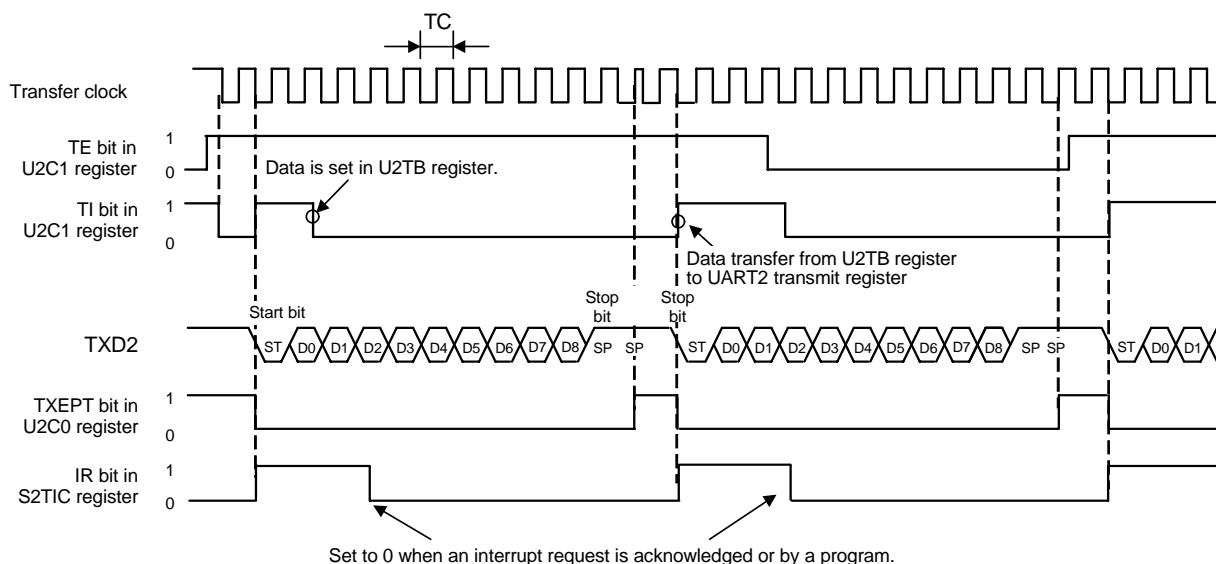 TC
Transfer clock
TE bit in
U2C1 register
1
0
Data is set in U2TB register.
TI bit in
U2C1 register
1
0
Data transfer from U2TB register
to UART2 transmit register
Start bit
Stop
bit
Stop
bit
TXD2
ST D0 D1 D2 D3 D4 D5 D6 D7 D8 SP SP ST D0 D1 D2 D3 D4 D5 D6 D7 D8 SP SP ST D0 D1
TXEPT bit in
U2C0 register
1
0
IR bit in
S2TIC register
1
0
Set to 0 when an interrupt request is acknowledged or by a program.